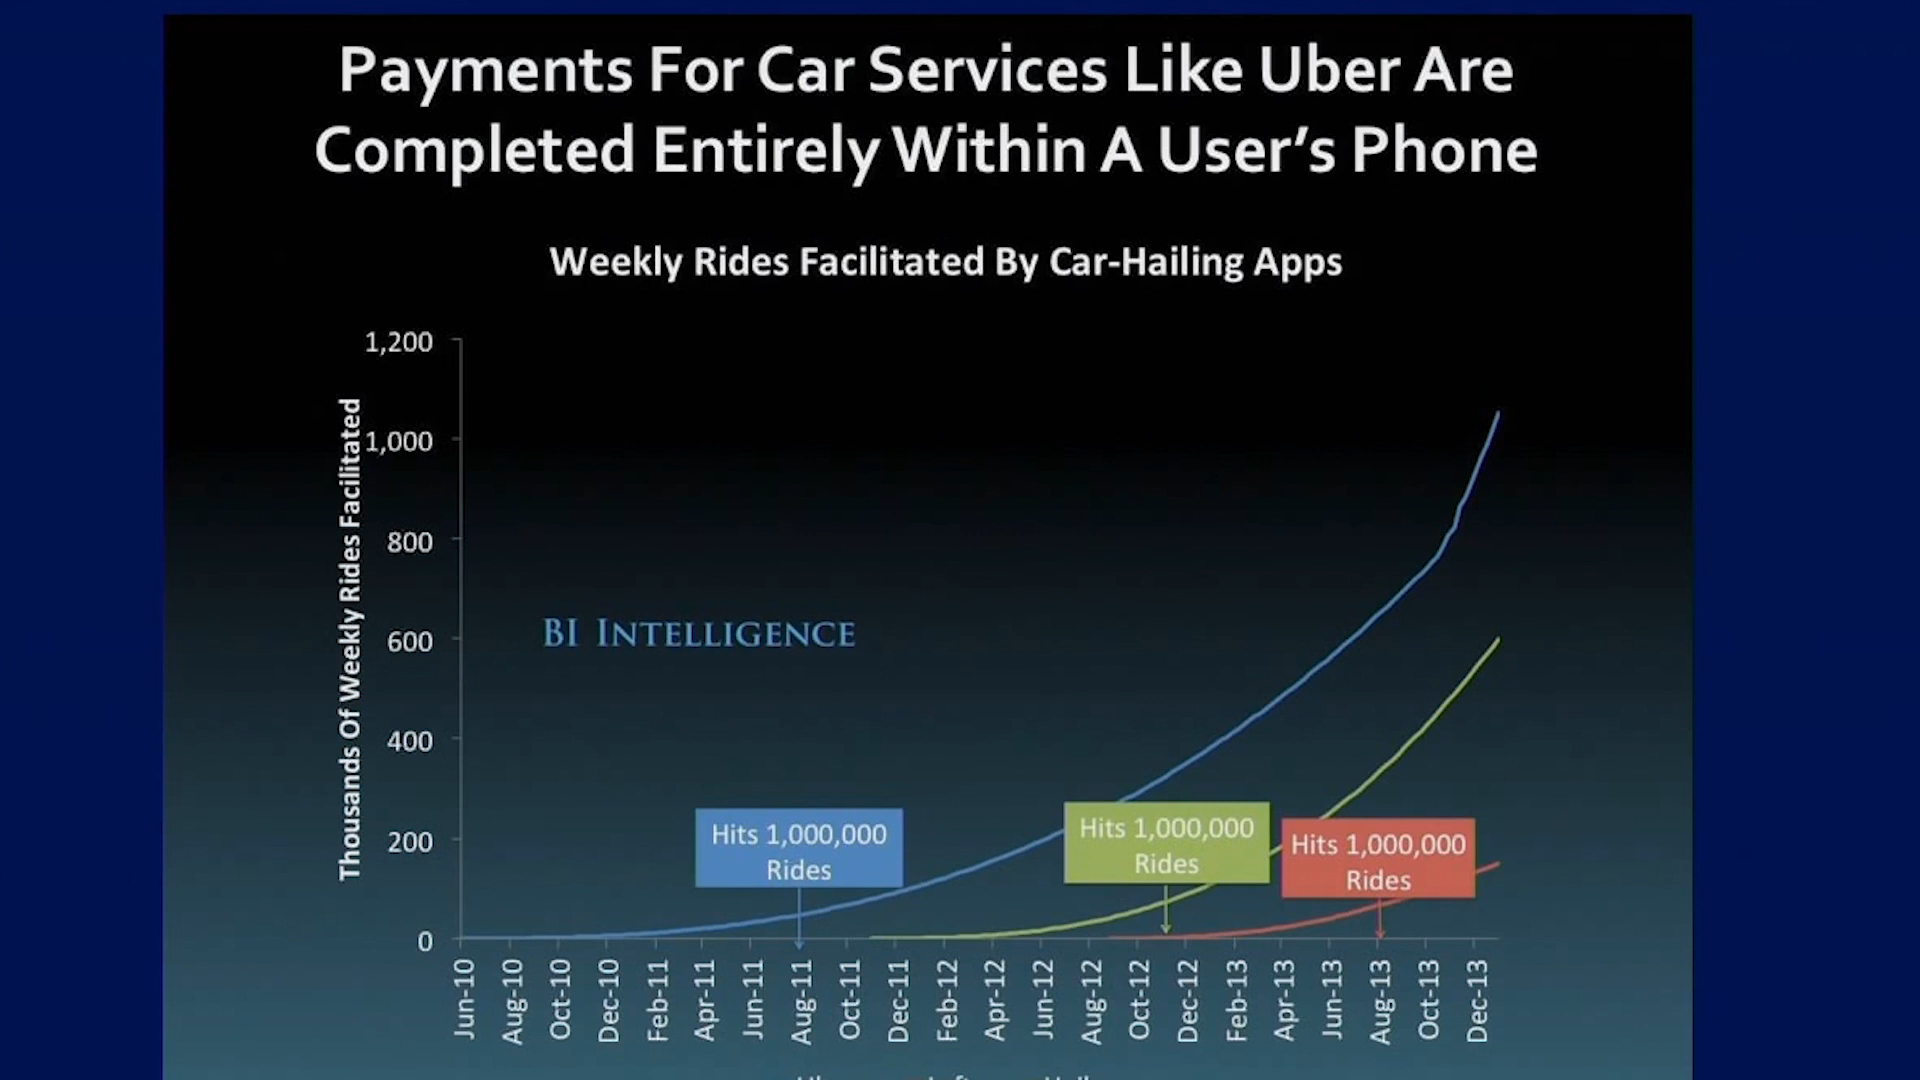 Payments For Car Services Like Uber Are
Completed Entirely Within A User's Phone
Weekly Rides Facilitated By Car-Hailing Apps
Thousands Of Weekly Rides Facilitated
1,200
1,000
800
600
400
200
0
BI INTELLIGENCE
Hits 1,000,000
Rides
Hits 1,000,000
Rides
Hits 1,000,000
Rides
Jun-10
Aug-10
Oct-10
Dec-10
Feb-11
Apr-11
Jun-11
Aug-11
Oct-11
Dec-11
Feb-12
Apr-12
Jun-12
Aug-12
Oct-12
Dec-12
Feb-13
Apr-13
Jun-13
Aug-13
Oct-13
Dec-13